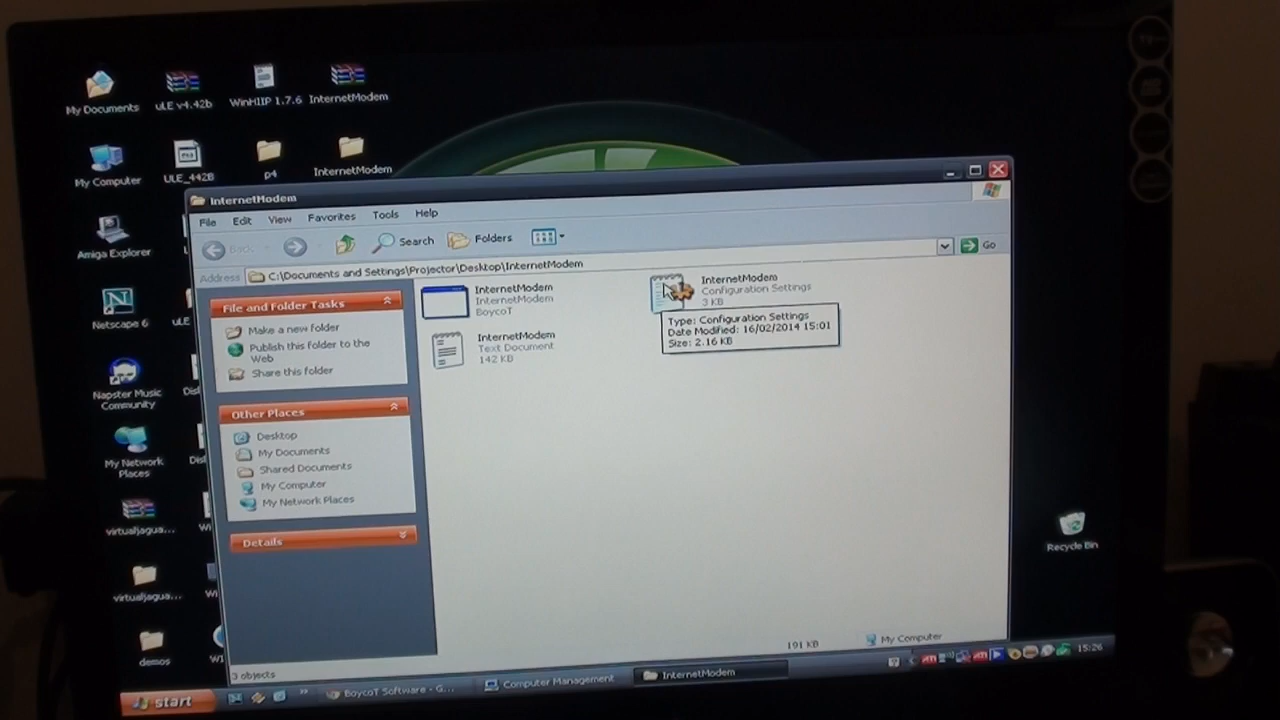 My Documents
uLE v4.42b
WinHIIP 1.7.6
InternetModem
My Computer
ULE_442B
p4
InternetModem
Amiga Explorer
Netscape 6
Napster Music
Community
My Network
Places
virtualjagua...
virtualjagua...
demos
Recycle Bin
InternetModem
File Edit View Favorites Tools Help
Back
Search
Folders
Address C:\Documents and Settings\Projector\Desktop\InternetModem
Go
File and Folder Tasks
Make a new folder
Publish this folder to the
Web
Share this folder
Other Places
Desktop
My Documents
Shared Documents
My Computer
My Network Places
Details
InternetModem
InternetModem
BoycoT
InternetModem
Configuration Settings
3 KB
InternetModem
Text Document
142 KB
Type: Configuration Settings
Date Modified: 16/02/2014 15:01
Size: 2.16 KB
3 objects
191 KB
My Computer
start
BoycoT Software - G...
Computer Management
InternetModem
15:26